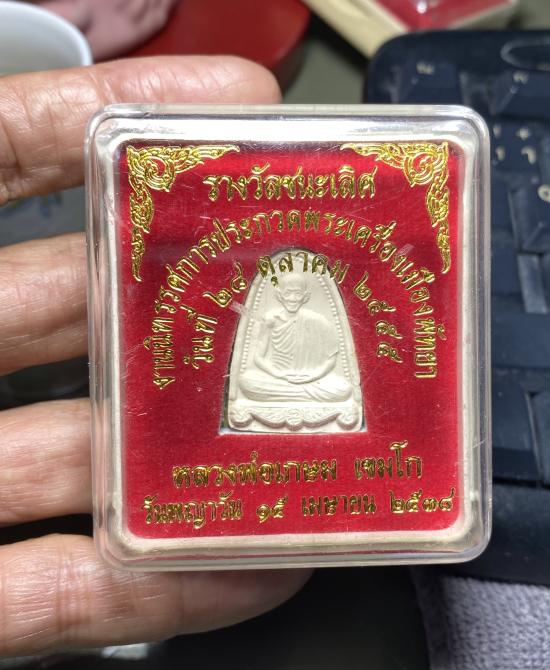 รางวัลชนะเลิศ
งานนิทรรศการประกวดพระเครื่องเมืองพัทยา
วันที่ ๒๘ ตุลาคม ๒๕๕๕
หลวงพ่อเกษม เขมโก
วันพญาวัน ๑๕ เมษายน ๒๕๓๘